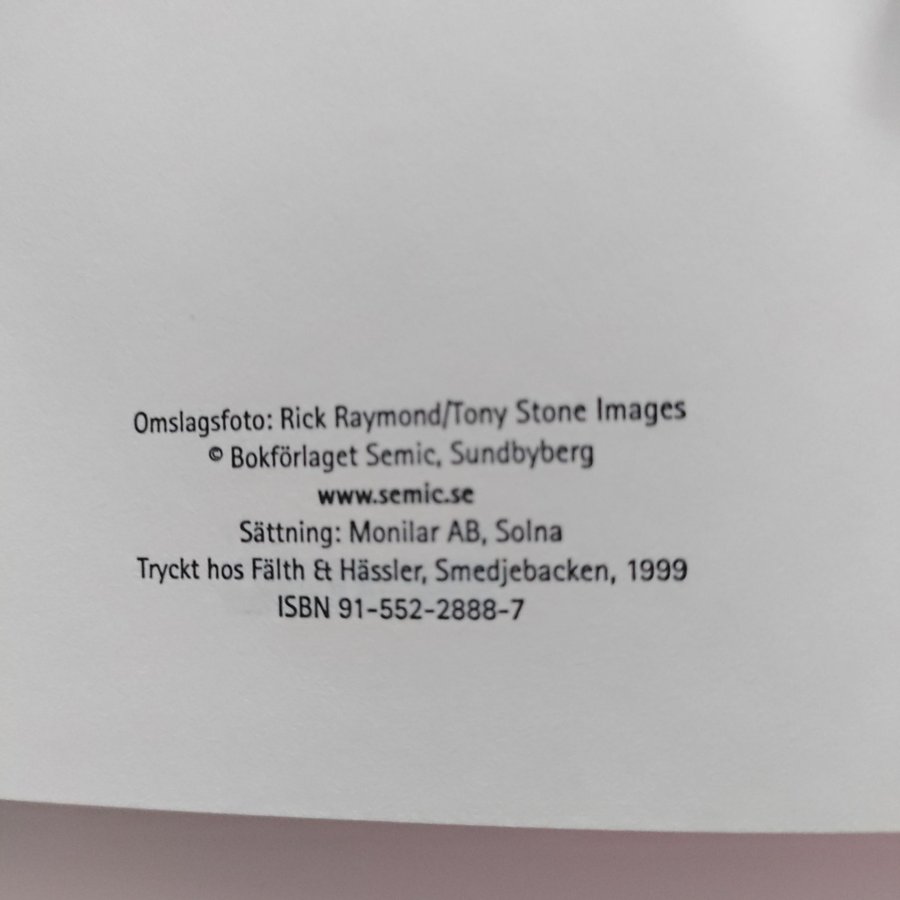 Omslagsfoto: Rick Raymond/Tony Stone Images
© Bokförlaget Semic, Sundbyberg
www.semic.se
Sättning: Monilar AB, Solna
Tryckt hos Fälth & Hässler, Smedjebacken, 1999
ISBN 91-552-2888-7